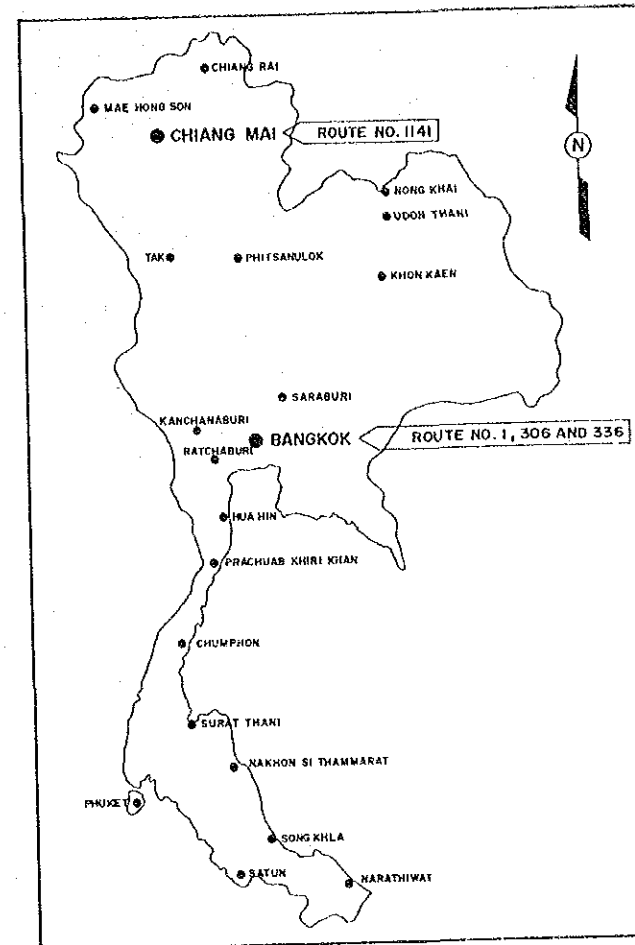 CHIANG RAI
MAE HONG SON
CHIANG MAI
ROUTE NO. 1141
N
NONG KHAI
UDON THANI
TAK
PHITSANULOK
KHON KAEN
SARABURI
KANCHANABURI
BANGKOK
ROUTE NO. 1, 306 AND 336
RATCHABURI
HUA HIN
PRACHUAB KHIRI KHAN
CHUMPHON
SURAT THANI
NAKHON SI THAMMARAT
PHUKET
SONGKHLA
SATUN
NARATHIWAT